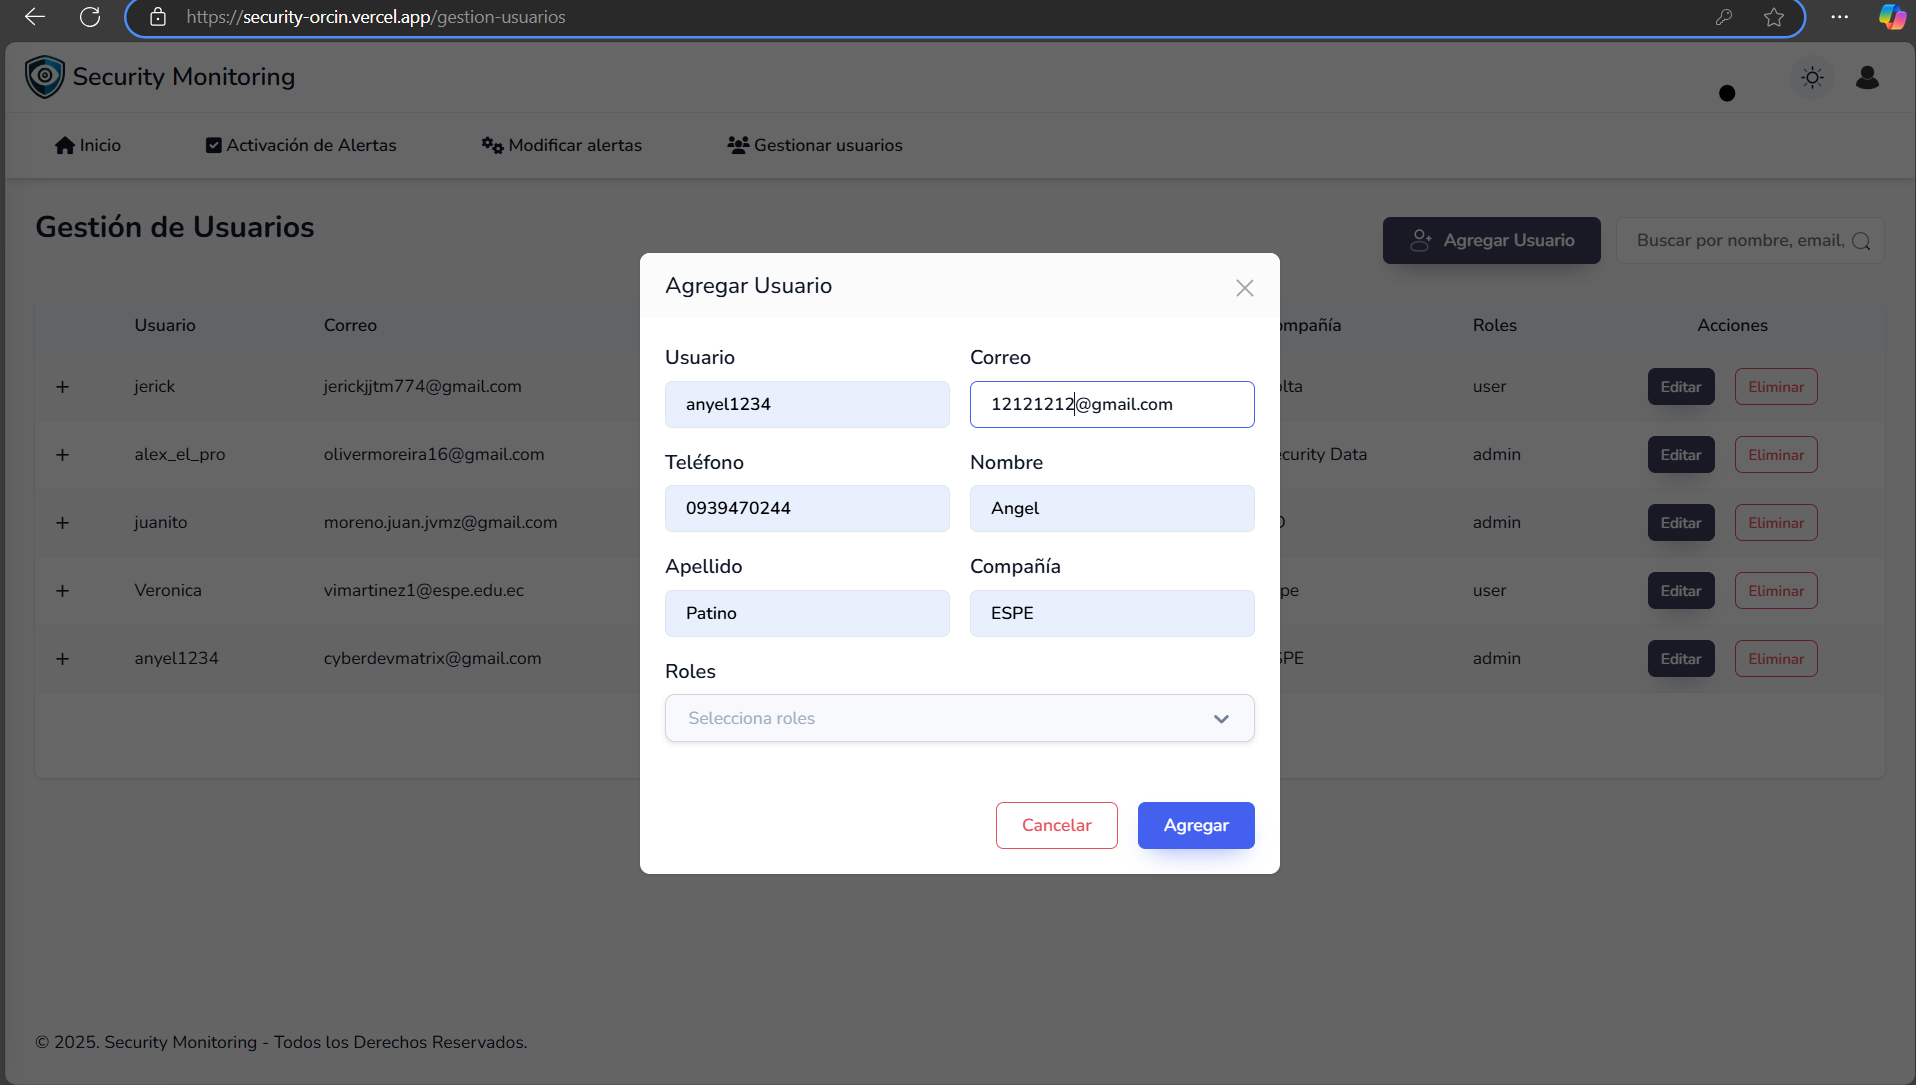 https://security-orcin.vercel.app/gestion-usuarios
Security Monitoring
Inicio
Activación de Alertas
Modificar alertas
Gestionar usuarios
Gestión de Usuarios
Agregar Usuario
Buscar por nombre, email,
Usuario
Correo
Roles
Acciones
jerick
jerickjjtm774@gmail.com
user
Editar
Eliminar
alex_el_pro
olivermoreira16@gmail.com
Data
admin
Editar
Eliminar
juanito
moreno.juan.jvmz@gmail.com
admin
Editar
Eliminar
Veronica
vimartinez1@espe.edu.ec
user
Editar
Eliminar
anyel1234
cyberdevmatrix@gmail.com
admin
Editar
Eliminar
Agregar Usuario
Usuario
Correo
anyel1234
12121212@gmail.com
Teléfono
Nombre
0939470244
Angel
Apellido
Compañía
Patino
ESPE
Roles
Selecciona roles
Cancelar
Agregar
© 2025. Security Monitoring - Todos los Derechos Reservados.